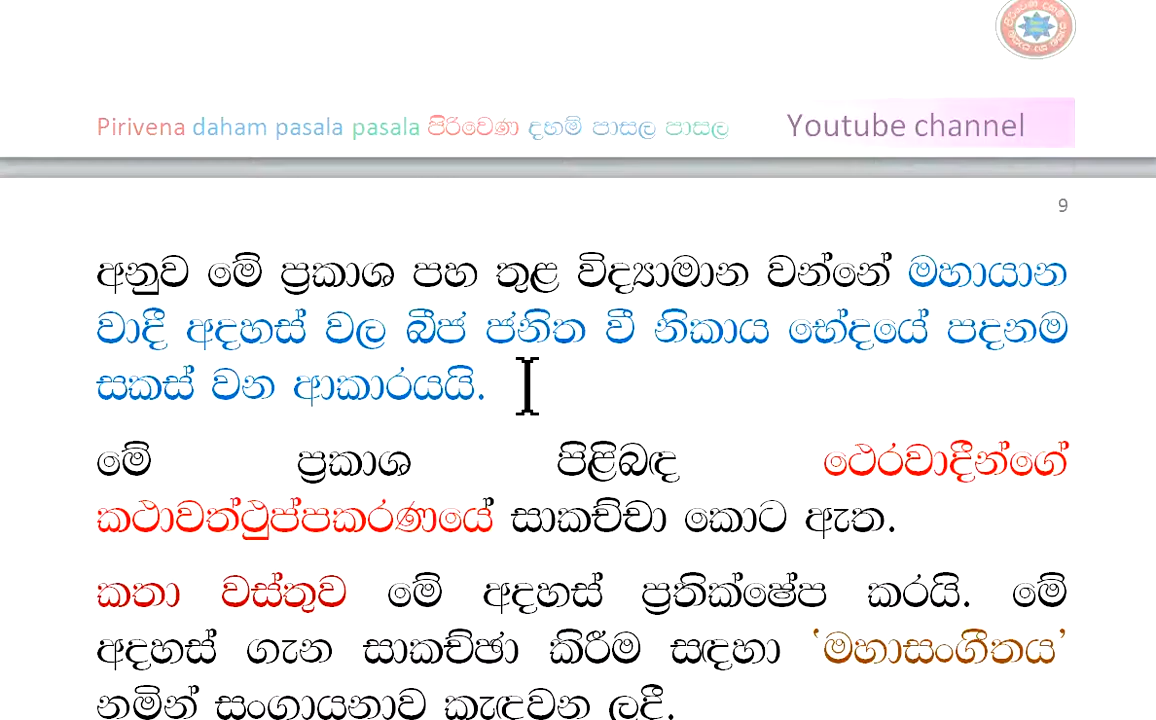 Pirivena daham pasala pasala පිරිවෙණ දහම් පාසල පාසල Youtube channel
9
අනුව මේ ප්‍රකාශ පහ තුළ විද්‍යාමාන වන්නේ මහායාන
වාදී අදහස් වල බීජ ජනිත වී නිකාය භේදයේ පදනම
සකස් වන ආකාරයයි.
මේ ප්‍රකාශ පිළිබඳ ථෙරවාදීන්ගේ
කථාවත්ථුප්පකරණයේ සාකච්චා කොට ඇත.
කතා වස්තුව මේ අදහස් ප්‍රතික්ෂේප කරයි. මේ
අදහස් ගැන සාකච්ඡා කිරීම සඳහා ‘මහාසංගීතය’
නමින් සංගායනාව කැඳවන ලදී.